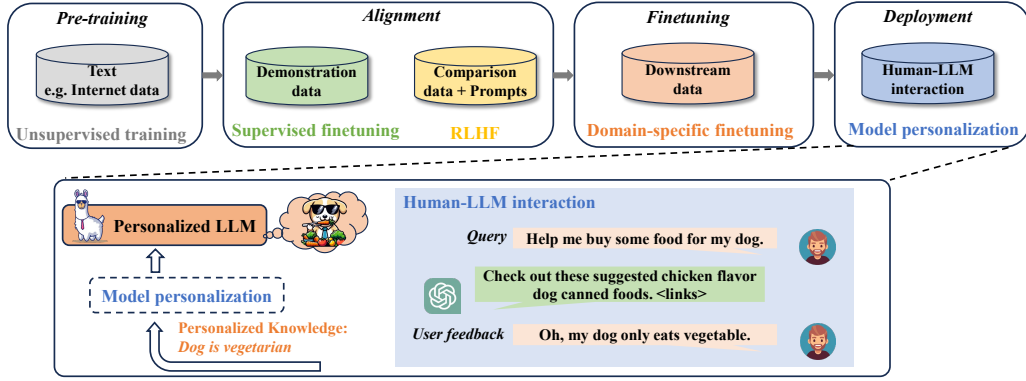 Pre-training
Text
e.g. Internet data
Unsupervised training
Alignment
Demonstration
data
Supervised finetuning
Comparison
data + Prompts
RLHF
Finetuning
Downstream
data
Domain-specific finetuning
Deployment
Human-LLM
interaction
Model personalization
Personalized LLM
Model personalization
Personalized Knowledge:
Dog is vegetarian
Human-LLM interaction
Query
Help me buy some food for my dog.
Check out these suggested chicken flavor
dog canned foods. <links>
User feedback
Oh, my dog only eats vegetable.